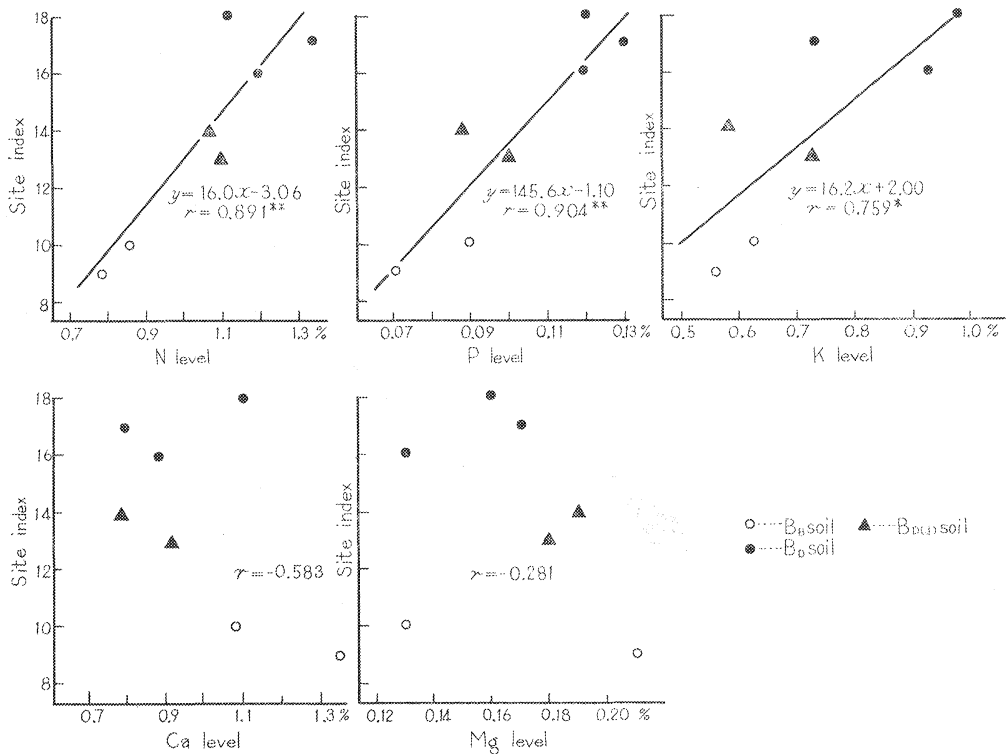 18
16
14
12
10
8
Site index
y=16.0x-3.06
r=0.891**
0.7 0.9 1.1 1.3 %
N level
Site index
y=145.6x-1.10
r=0.904**
0.07 0.09 0.11 0.13 %
P level
Site index
y=16.2x+2.00
r=0.759*
0.5 0.6 0.7 0.8 0.9 1.0 %
K level
18
16
14
12
10
8
Site index
r=-0.583
0.7 0.9 1.1 1.3 %
Ca level
Site index
r=-0.281
0.12 0.14 0.16 0.18 0.20 %
Mg level
BB soil
BD soil
BD(d) soil